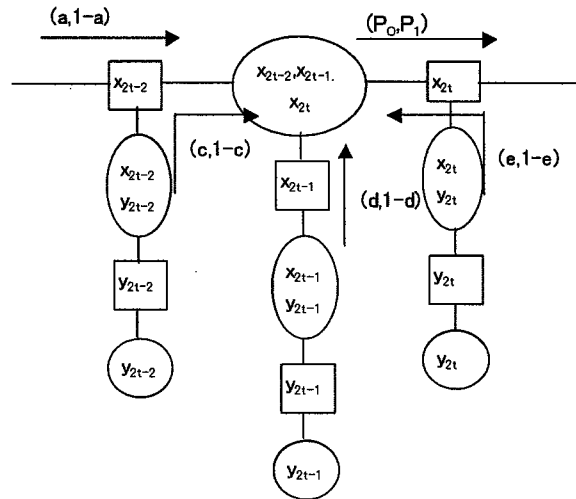 (a,1-a)
(P₀,P₁)
x₂ₜ₋₂
x₂ₜ₋₂,x₂ₜ₋₁.
x₂ₜ
x₂ₜ
(c,1-c)
(e,1-e)
x₂ₜ₋₂
y₂ₜ₋₂
x₂ₜ₋₁
(d,1-d)
x₂ₜ
y₂ₜ
y₂ₜ₋₂
x₂ₜ₋₁
y₂ₜ₋₁
y₂ₜ
y₂ₜ₋₂
y₂ₜ₋₁
y₂ₜ
y₂ₜ₋₁